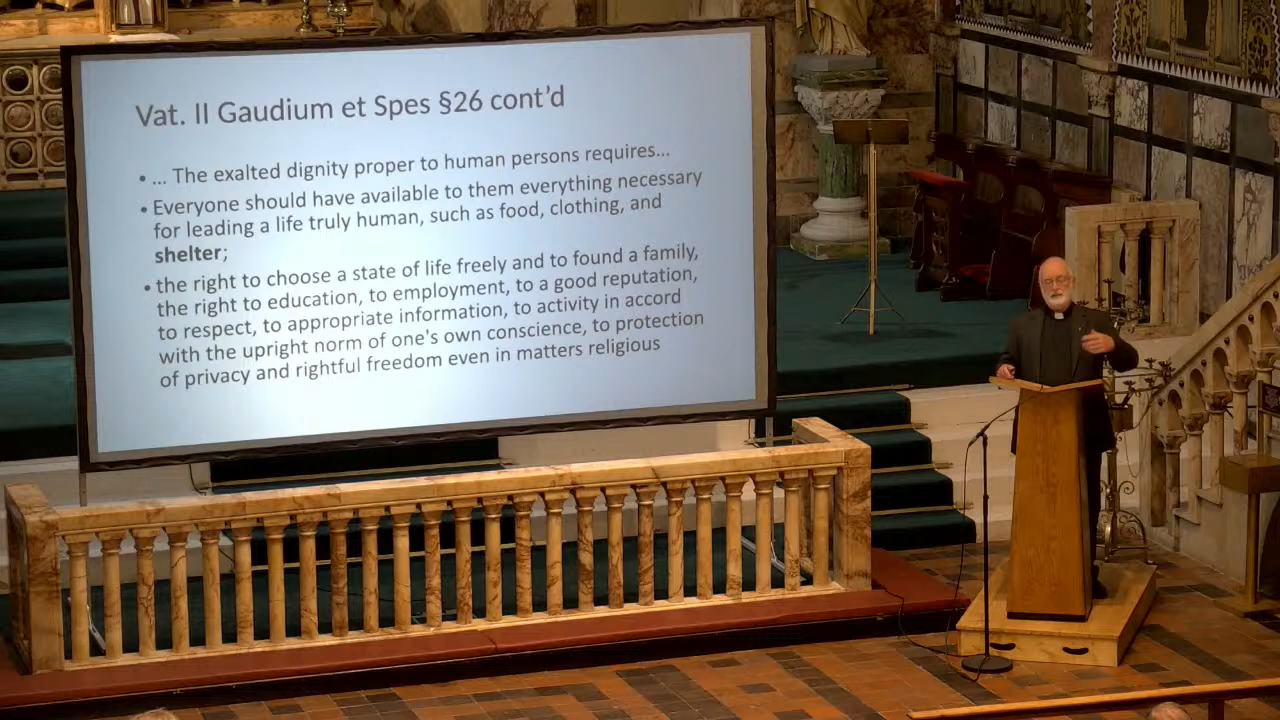 Vat. II Gaudium et Spes §26 cont'd
• ... The exalted dignity proper to human persons requires...
• Everyone should have available to them everything necessary
for leading a life truly human, such as food, clothing, and
shelter;
• the right to choose a state of life freely and to found a family,
the right to education, to employment, to a good reputation,
to respect, to appropriate information, to activity in accord
with the upright norm of one's own conscience, to protection
of privacy and rightful freedom even in matters religious